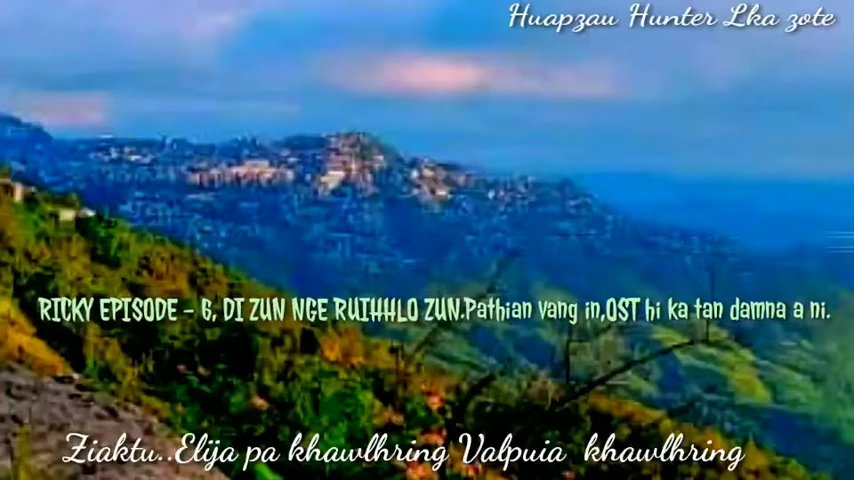 Huapzau Hunter Lka zote
RICKY EPISODE - 6, DI ZUN NGE RUIHHLO ZUN.Pathian vang in,OST hi ka tan damna a ni.
Ziaktu..Elija pa khawlhring Valpuia khawlhring